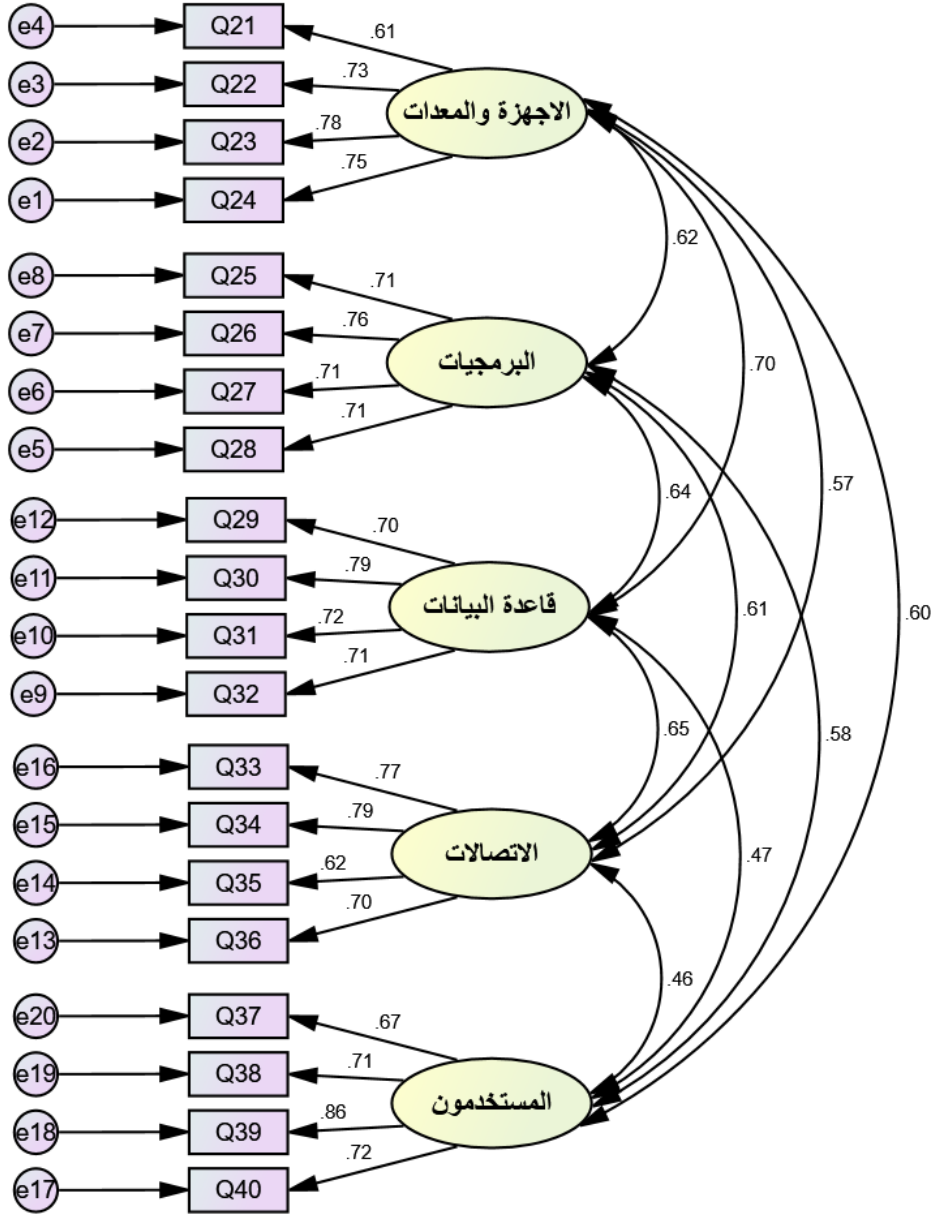 e4 Q21 .61
e3 Q22 .73
الاجهزة والمعدات
e2 Q23 .78
e1 Q24 .75
.62
e8 Q25 .71
e7 Q26 .76
البرمجيات
.70
e6 Q27 .71
e5 Q28 .71
.64
.57
e12 Q29 .70
e11 Q30 .79
قاعدة البيانات
.61
.60
e10 Q31 .72
e9 Q32 .71
.65
.58
e16 Q33 .77
e15 Q34 .79
الاتصالات
.47
e14 Q35 .62
e13 Q36 .70
.46
e20 Q37 .67
e19 Q38 .71
المستخدمون
e18 Q39 .86
e17 Q40 .72